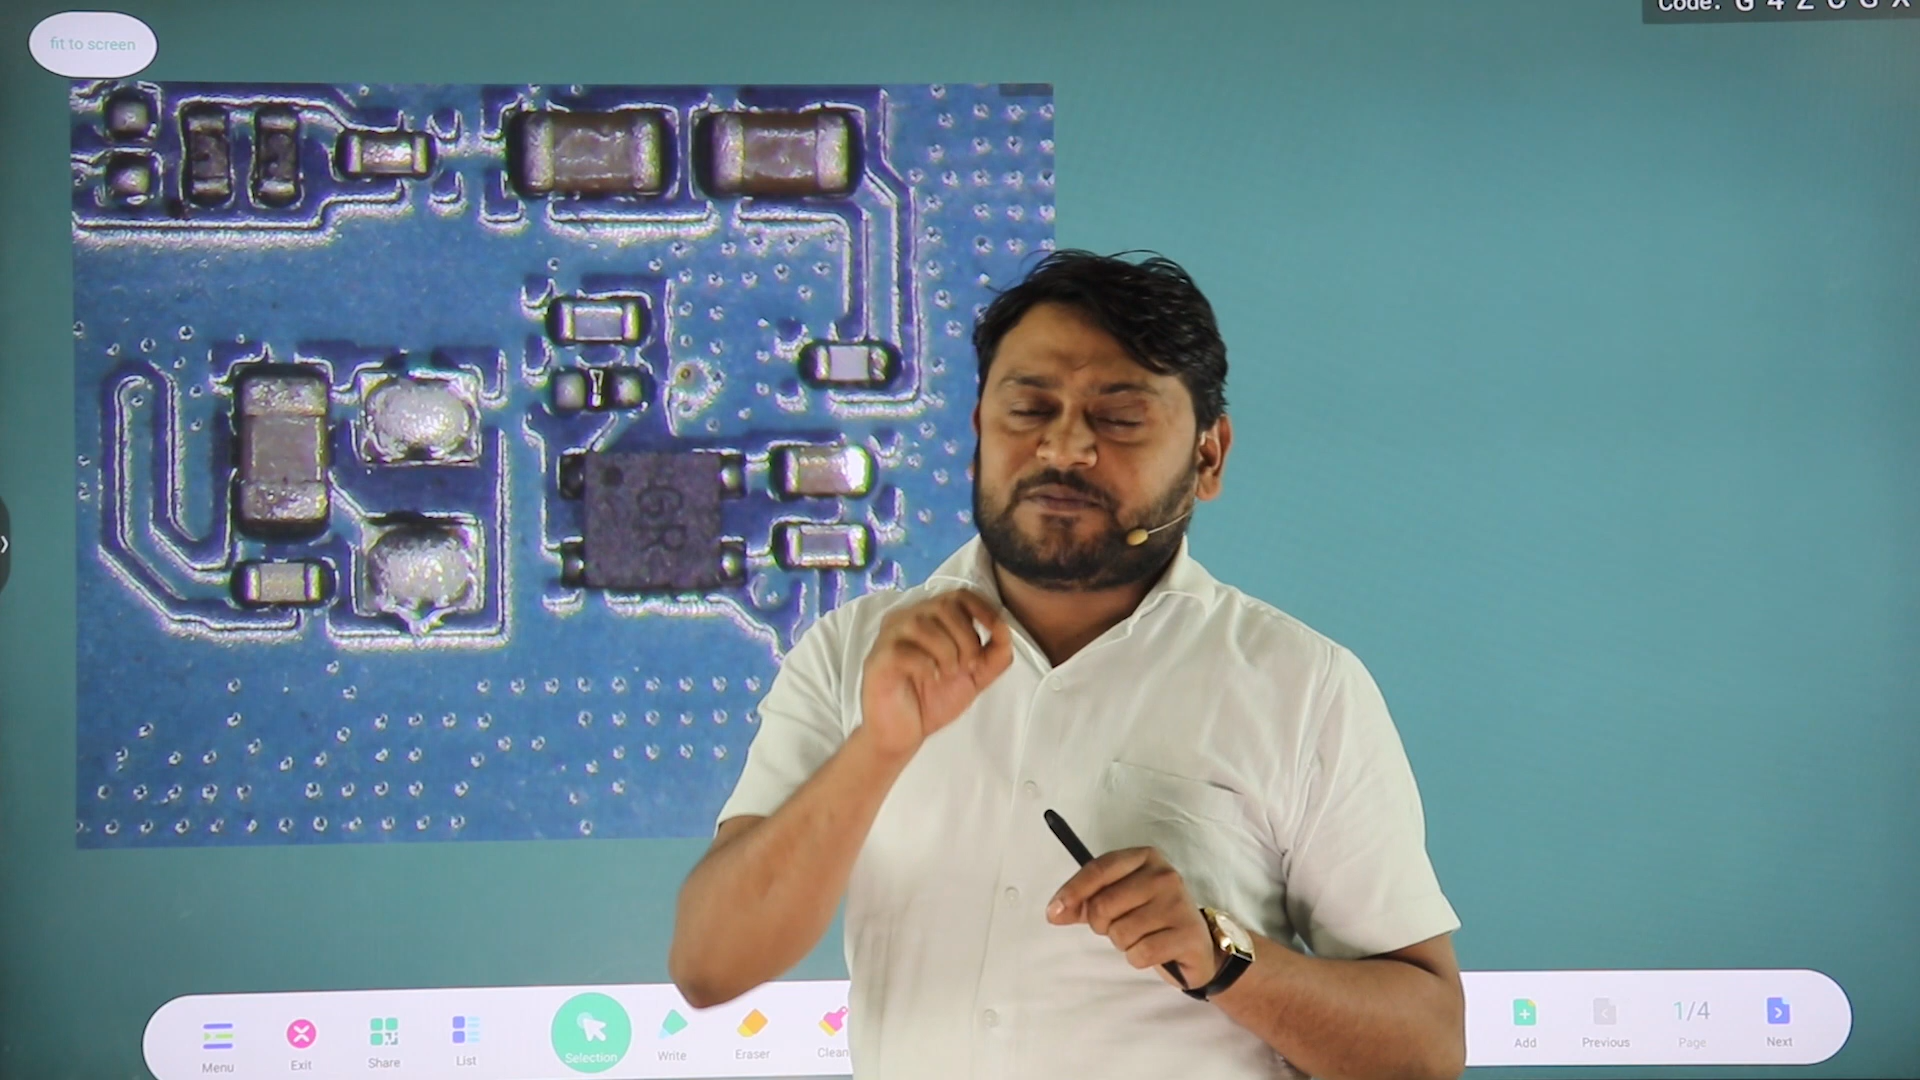 Code: G 4 Z C G X
fit to screen
GR
Menu
Exit
Share
List
Selection
Write
Eraser
Clean
Add
Previous
1/4
Page
Next